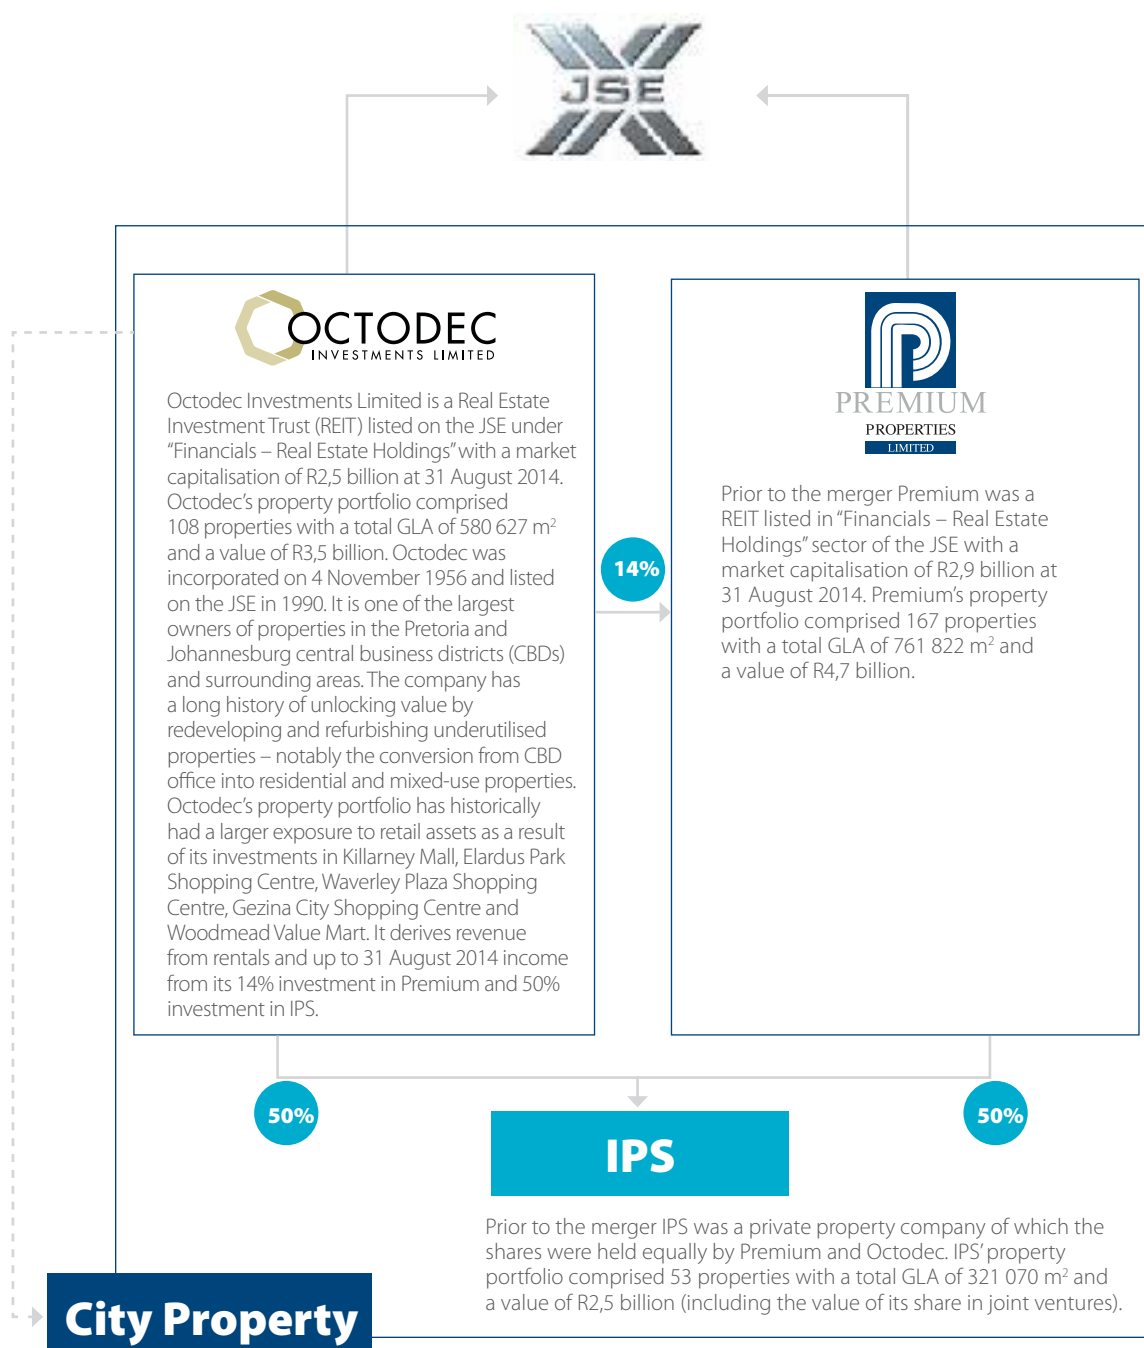 JSE
OCTODEC
INVESTMENTS LIMITED
Octodec Investments Limited is a Real Estate
Investment Trust (REIT) listed on the JSE under
“Financials – Real Estate Holdings” with a market
capitalisation of R2,5 billion at 31 August 2014.
Octodec’s property portfolio comprised
108 properties with a total GLA of 580 627 m²
and a value of R3,5 billion. Octodec was
incorporated on 4 November 1956 and listed
on the JSE in 1990. It is one of the largest
owners of properties in the Pretoria and
Johannesburg central business districts (CBDs)
and surrounding areas. The company has
a long history of unlocking value by
redeveloping and refurbishing underutilised
properties – notably the conversion from CBD
office into residential and mixed-use properties.
Octodec’s property portfolio has historically
had a larger exposure to retail assets as a result
of its investments in Killarney Mall, Elardus Park
Shopping Centre, Waverley Plaza Shopping
Centre, Gezina City Shopping Centre and
Woodmead Value Mart. It derives revenue
from rentals and up to 31 August 2014 income
from its 14% investment in Premium and 50%
investment in IPS.
14%
PREMIUM
PROPERTIES
LIMITED
Prior to the merger Premium was a
REIT listed in “Financials – Real Estate
Holdings” sector of the JSE with a
market capitalisation of R2,9 billion at
31 August 2014. Premium’s property
portfolio comprised 167 properties
with a total GLA of 761 822 m² and
a value of R4,7 billion.
50%
50%
IPS
Prior to the merger IPS was a private property company of which the
shares were held equally by Premium and Octodec. IPS’ property
portfolio comprised 53 properties with a total GLA of 321 070 m² and
a value of R2,5 billion (including the value of its share in joint ventures).
City Property